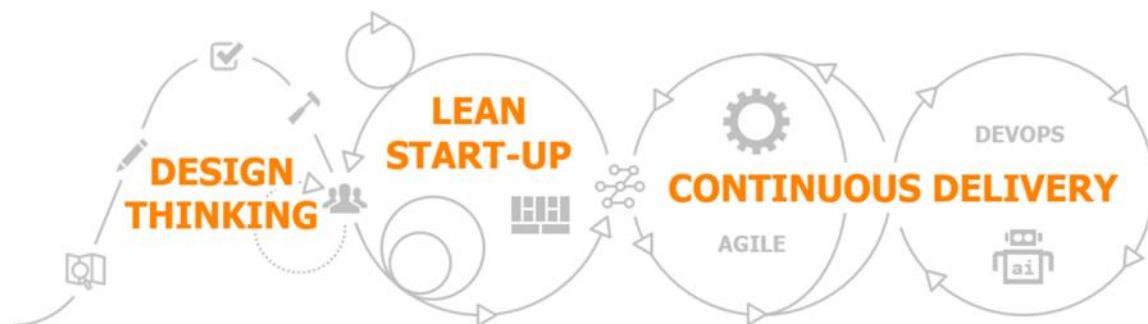 DESIGN
THINKING
LEAN
START-UP
CONTINUOUS DELIVERY
AGILE
DEVOPS
ai